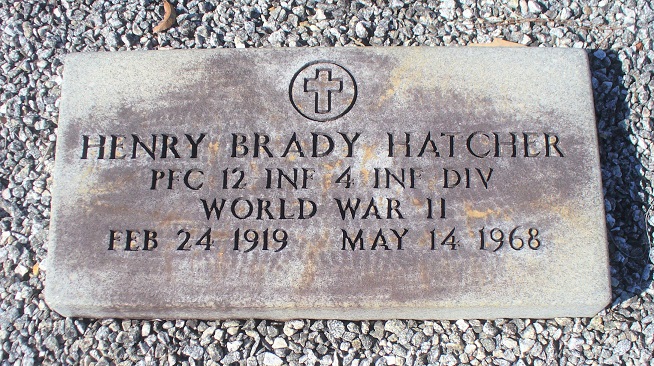 HENRY BRADY HATCHER
PFC 12 INF 4 INF DIV
WORLD WAR II
FEB 24 1919 MAY 14 1968